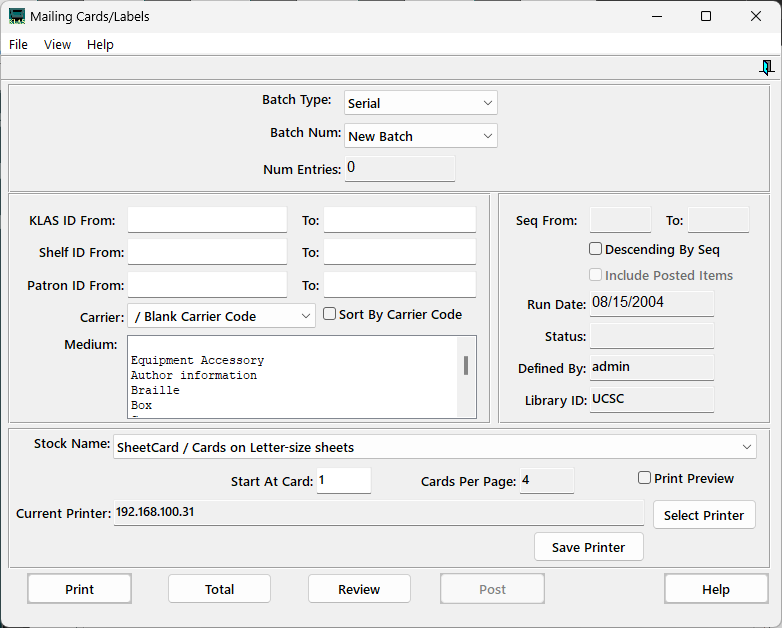 KLAS
Mailing Cards/Labels
File View Help
Batch Type: Serial
Batch Num: New Batch
Num Entries: 0
KLAS ID From: To:
Shelf ID From: To:
Patron ID From: To:
Carrier: / Blank Carrier Code Sort By Carrier Code
Medium:
Equipment Accessory
Author information
Braille
Box
Seq From: To:
Descending By Seq
Include Posted Items
Run Date: 08/15/2004
Status:
Defined By: admin
Library ID: UCSC
Stock Name: SheetCard / Cards on Letter-size sheets
Start At Card: 1 Cards Per Page: 4 Print Preview
Current Printer: 192.168.100.31 Select Printer
Save Printer
Print Total Review Post Help